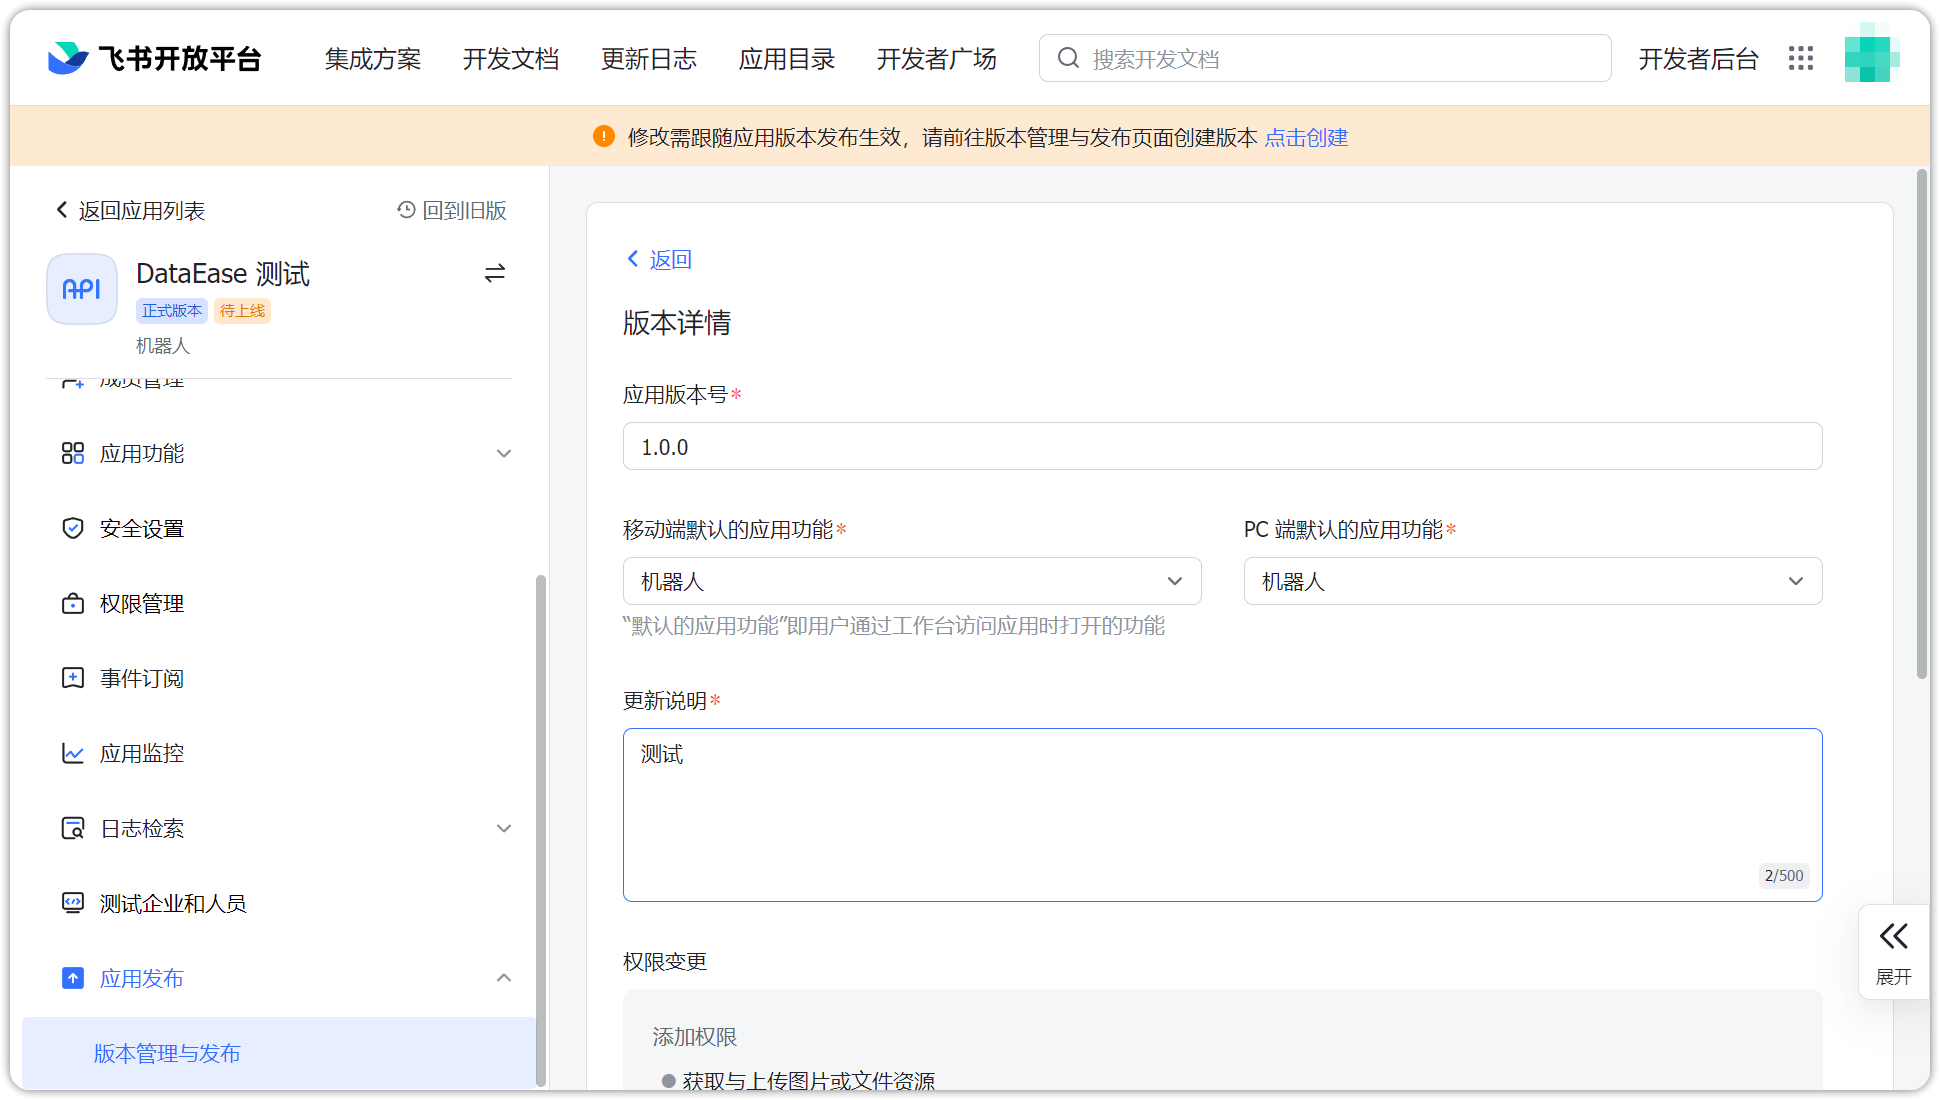 飞书开放平台 集成方案 开发文档 更新日志 应用目录 开发者广场 搜索开发文档 开发者后台
修改需跟随应用版本发布生效，请前往版本管理与发布页面创建版本 点击创建
返回应用列表 回到旧版
API
DataEase 测试
正式版本 待上线
机器人
成员管理
应用功能
安全设置
权限管理
事件订阅
应用监控
日志检索
测试企业和人员
应用发布
版本管理与发布
返回
版本详情
应用版本号*
1.0.0
移动端默认的应用功能* PC 端默认的应用功能*
机器人 机器人
“默认的应用功能”即用户通过工作台访问应用时打开的功能
更新说明*
测试
2/500
权限变更
添加权限
获取与上传图片或文件资源
展开